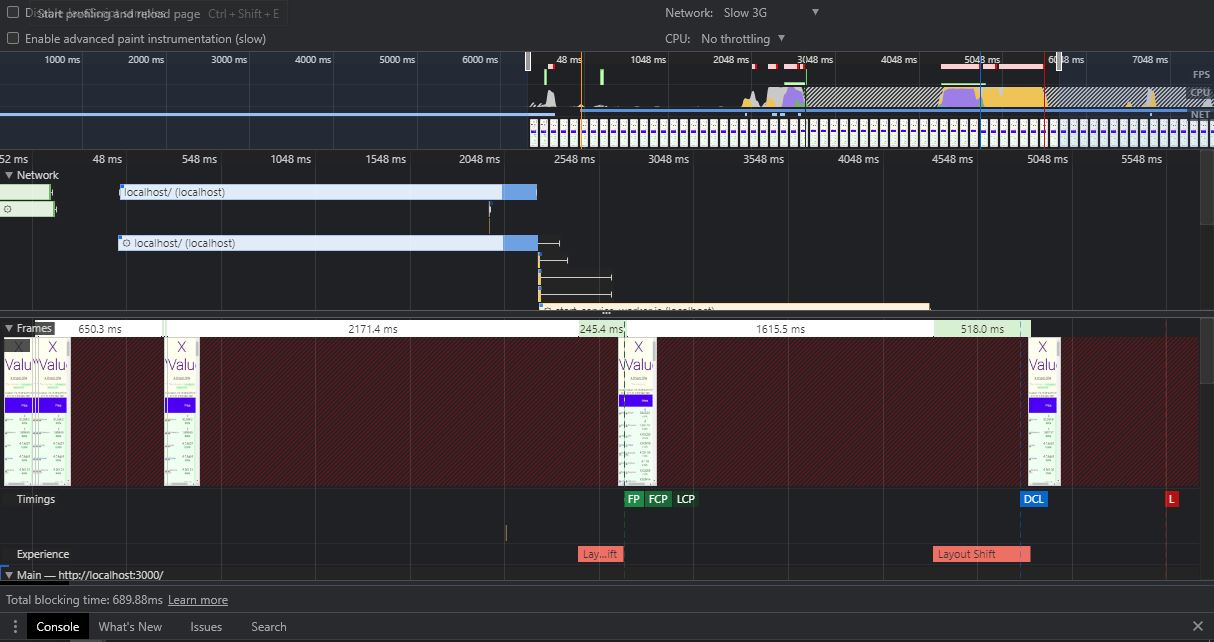 Start profiling and reload page Ctrl + Shift + E
Network: Slow 3G
Enable advanced paint instrumentation (slow)
CPU: No throttling
1000 ms 2000 ms 3000 ms 4000 ms 5000 ms 6000 ms 48 ms 1048 ms 2048 ms 3048 ms 4048 ms 5048 ms 7048 ms
FPS
CPU
NET
52 ms 48 ms 548 ms 1048 ms 1548 ms 2048 ms 2548 ms 3048 ms 3548 ms 4048 ms 4548 ms 5048 ms 5548 ms
Network
localhost/ (localhost)
localhost/ (localhost)
Frames 650.3 ms 2171.4 ms 245.4 ms 1615.5 ms 518.0 ms
X X X X X
Timings FP FCP LCP DCL L
Experience Lay...ift Layout Shift
Main — http://localhost:3000/
Total blocking time: 689.88ms Learn more
Console What's New Issues Search